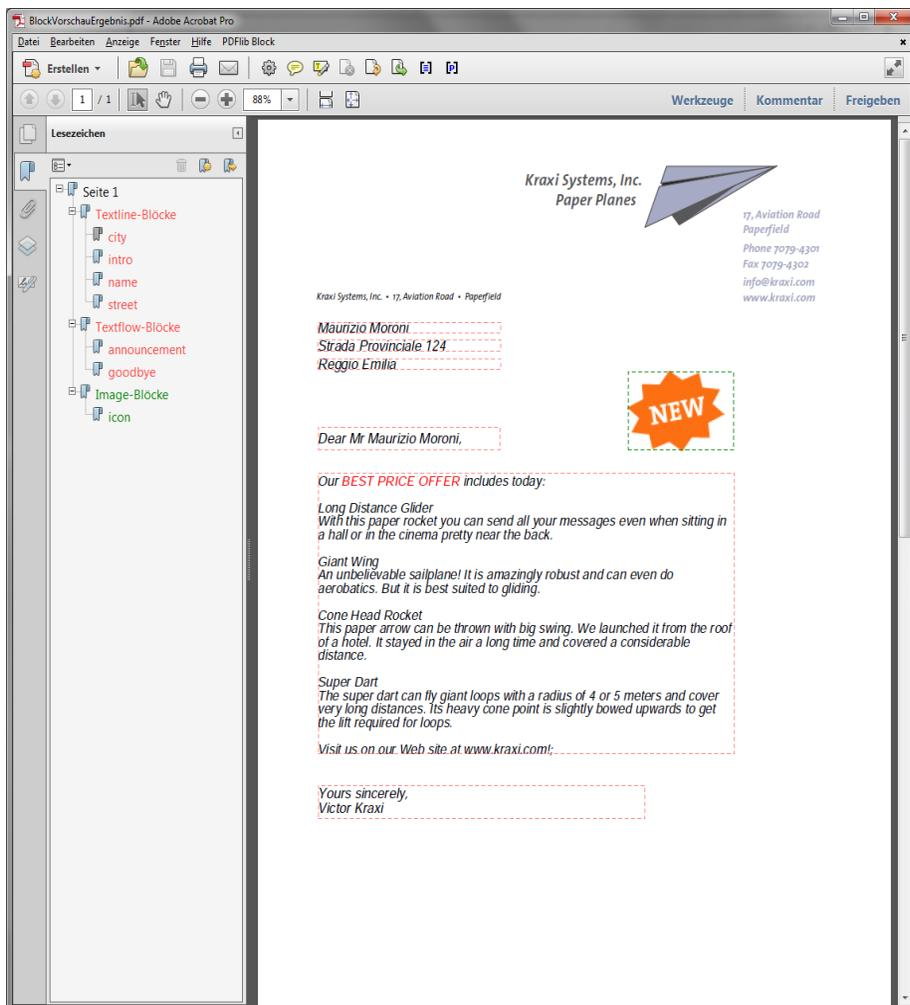 BlockVorschauErgebnis.pdf - Adobe Acrobat Pro
Datei Bearbeiten Anzeige Fenster Hilfe PDFlib Block
Erstellen
1 / 1 88% Werkzeuge Kommentar Freigeben
Lesezeichen
Seite 1
Textline-Blöcke
city
intro
name
street
Textflow-Blöcke
announcement
goodbye
Image-Blöcke
icon
Kraxi Systems, Inc.
Paper Planes
17, Aviation Road
Paperfield
Phone 7079-4301
Fax 7079-4302
info@kraxi.com
www.kraxi.com
Kraxi Systems, Inc. • 17, Aviation Road • Paperfield
Maurizio Moroni
Strada Provinciale 124
Reggio Emilia
NEW
Dear Mr Maurizio Moroni,
Our BEST PRICE OFFER includes today:
Long Distance Glider
With this paper rocket you can send all your messages even when sitting in
a hall or in the cinema pretty near the back.
Giant Wing
An unbelievable sailplane! It is amazingly robust and can even do
aerobatics. But it is best suited to gliding.
Cone Head Rocket
This paper arrow can be thrown with big swing. We launched it from the roof
of a hotel. It stayed in the air a long time and covered a considerable
distance.
Super Dart
The super dart can fly giant loops with a radius of 4 or 5 meters and cover
very long distances. Its heavy cone point is slightly bowed upwards to get
the lift required for loops.
Visit us on our Web site at www.kraxi.com!;
Yours sincerely,
Victor Kraxi